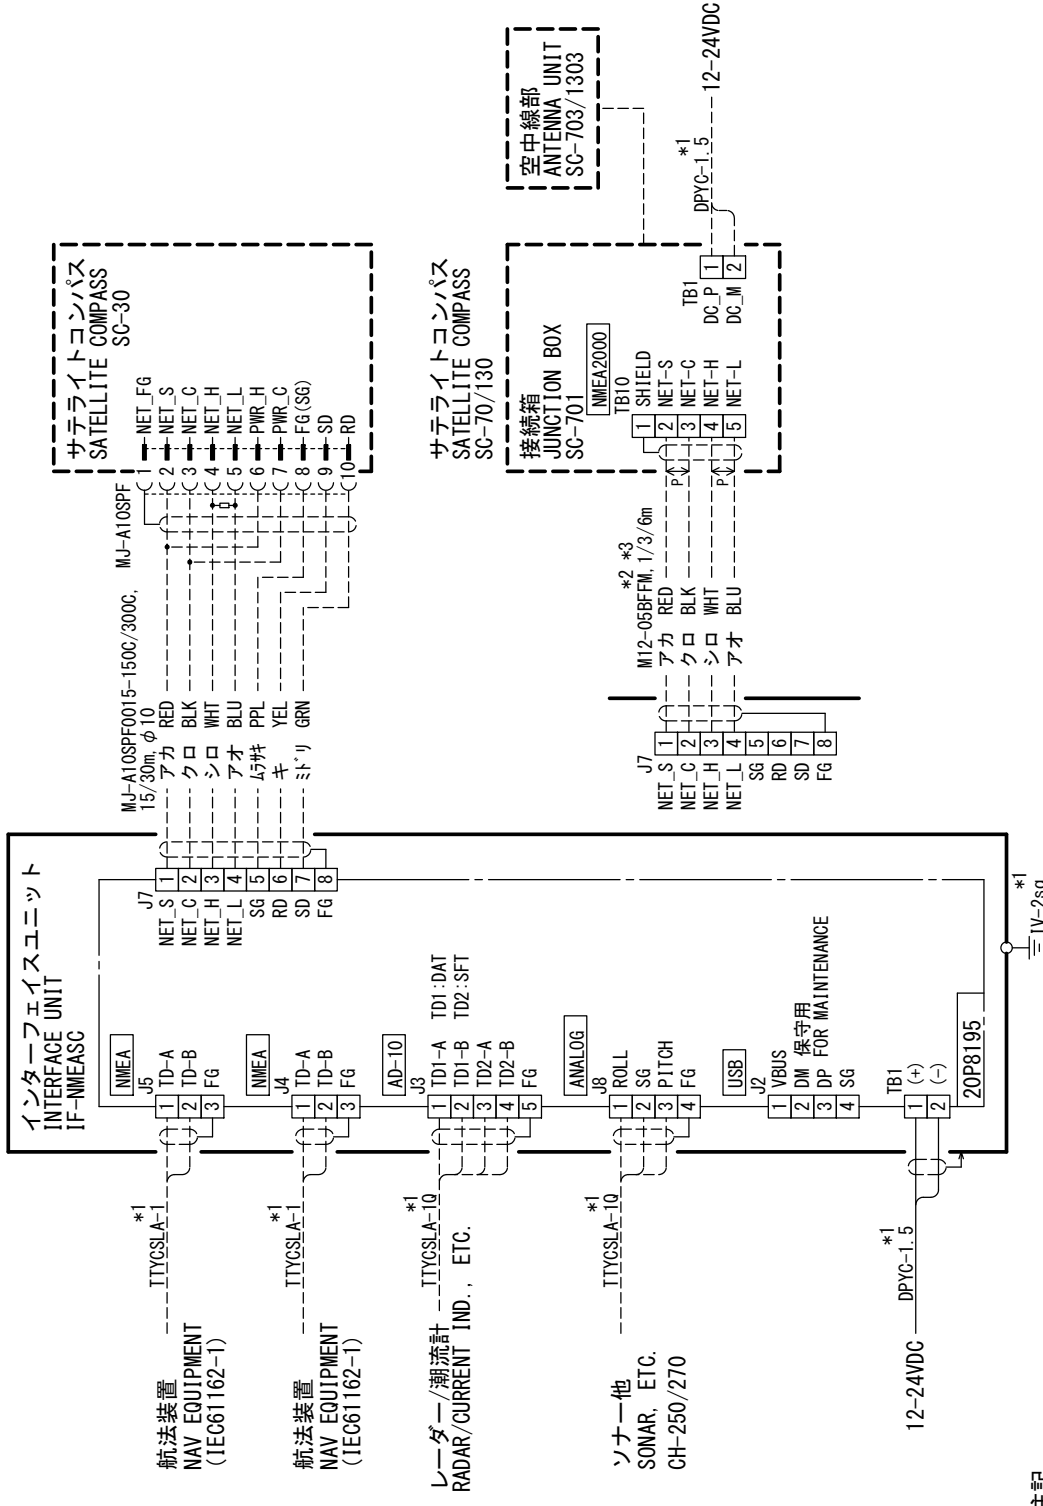 インターフェイスユニット
INTERFACE UNIT
IF-NMEASC
航法装置
NAV EQUIPMENT
(IEC61162-1)
TTYCSLA-1
*1
NMEA
J5
1 TD-A
2 TD-B
3 FG
航法装置
NAV EQUIPMENT
(IEC61162-1)
TTYCSLA-1
*1
NMEA
J4
1 TD-A
2 TD-B
3 FG
レーダー/潮流計
RADAR/CURRENT IND., ETC.
TTYCSLA-1Q
*1
AD-10
J3
1 TD1-A TD1:DAT
2 TD1-B TD2:SFT
3 TD2-A
4 TD2-B
5 FG
ソナー他
SONAR, ETC.
CH-250/270
TTYCSLA-1Q
*1
ANALOG
J8
1 ROLL
2 SG
3 PITCH
4 FG
USB
J2
1 VBUS
2 DM 保守用
3 DP FOR MAINTENANCE
4 SG
12-24VDC
DPYC-1.5
*1
TB1
1 (+)
2 (-)
20P8195
*1
IV-2sq
J7
NET_S 1
NET_C 2
NET_H 3
NET_L 4
SG 5
RD 6
SD 7
FG 8
MJ-A10SPF0015-150C/300C,
15/30m, φ10
アカ RED
クロ BLK
シロ WHT
アオ BLU
ムラサキ PPL
キ YEL
ミドリ GRN
MJ-A10SPF
サテライトコンパス
SATELLITE COMPASS
SC-30
1 NET_FG
2 NET_S
3 NET_C
4 NET_H
5 NET_L
6 PWR_H
7 PWR_C
8 FG(SG)
9 SD
10 RD
J7
NET_S 1
NET_C 2
NET_H 3
NET_L 4
SG 5
RD 6
SD 7
FG 8
*2 *3
M12-05BFFM, 1/3/6m
アカ RED
クロ BLK
シロ WHT
アオ BLU
P
P
サテライトコンパス
SATELLITE COMPASS
SC-70/130
接続箱
JUNCTION BOX
SC-701
NMEA2000
TB10
1 SHIELD
2 NET-S
3 NET-C
4 NET-H
5 NET-L
TB1
DC_P 1
DC_M 2
DPYC-1.5
*1
12-24VDC
空中線部
ANTENNA UNIT
SC-703/1303